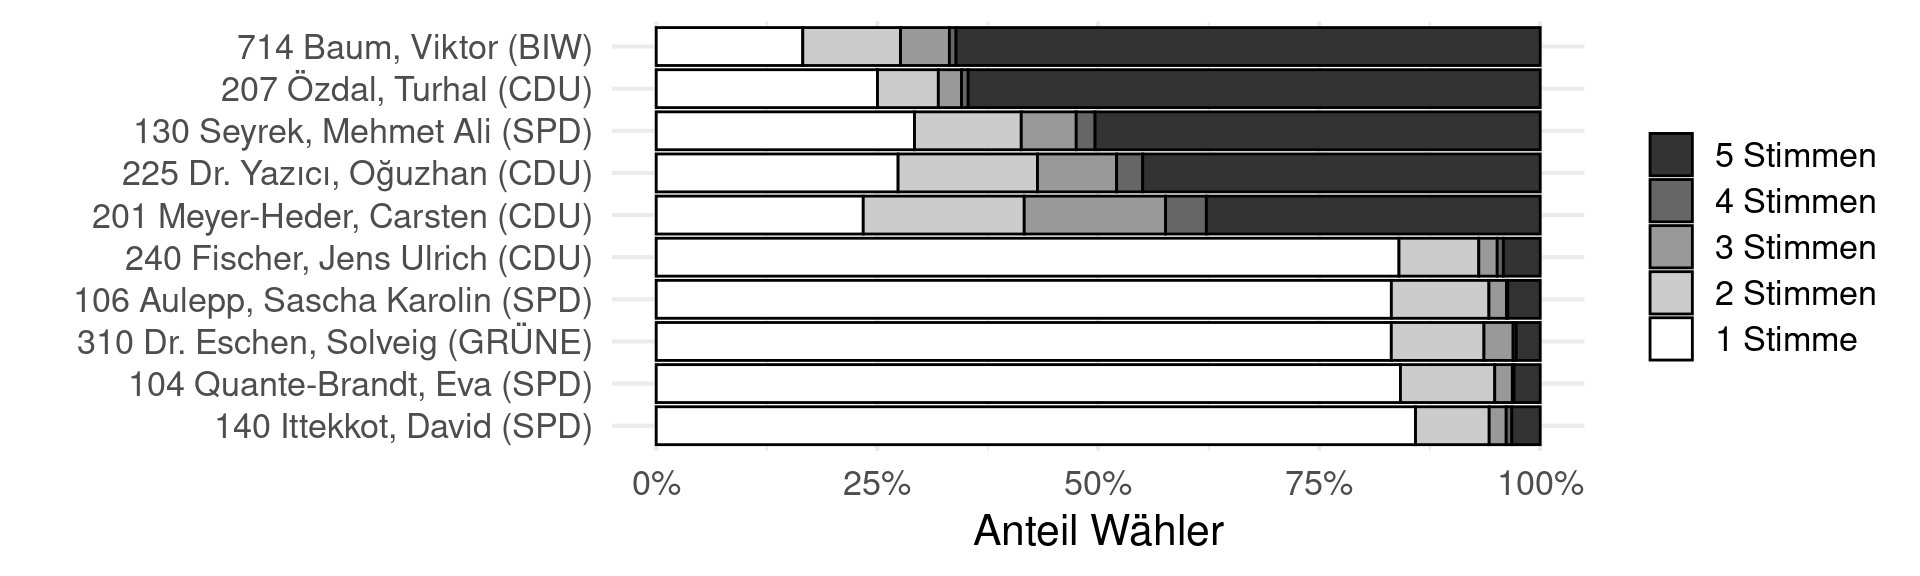 714 Baum, Viktor (BIW)
207 Özdal, Turhal (CDU)
130 Seyrek, Mehmet Ali (SPD)
225 Dr. Yazıcı, Oğuzhan (CDU)
201 Meyer-Heder, Carsten (CDU)
240 Fischer, Jens Ulrich (CDU)
106 Aulepp, Sascha Karolin (SPD)
310 Dr. Eschen, Solveig (GRÜNE)
104 Quante-Brandt, Eva (SPD)
140 Ittekkot, David (SPD)
0% 25% 50% 75% 100%
Anteil Wähler
5 Stimmen
4 Stimmen
3 Stimmen
2 Stimmen
1 Stimme